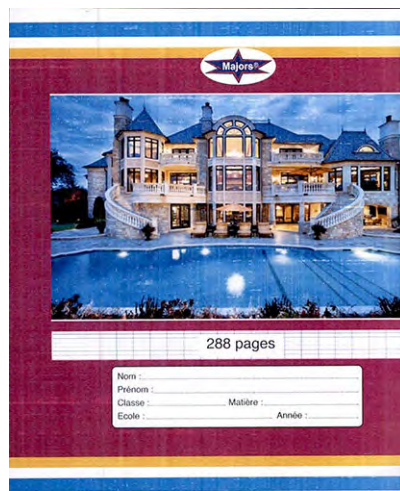 Majors®
288 pages
Nom :
Prénom :
Classe : Matière :
Ecole : Année :